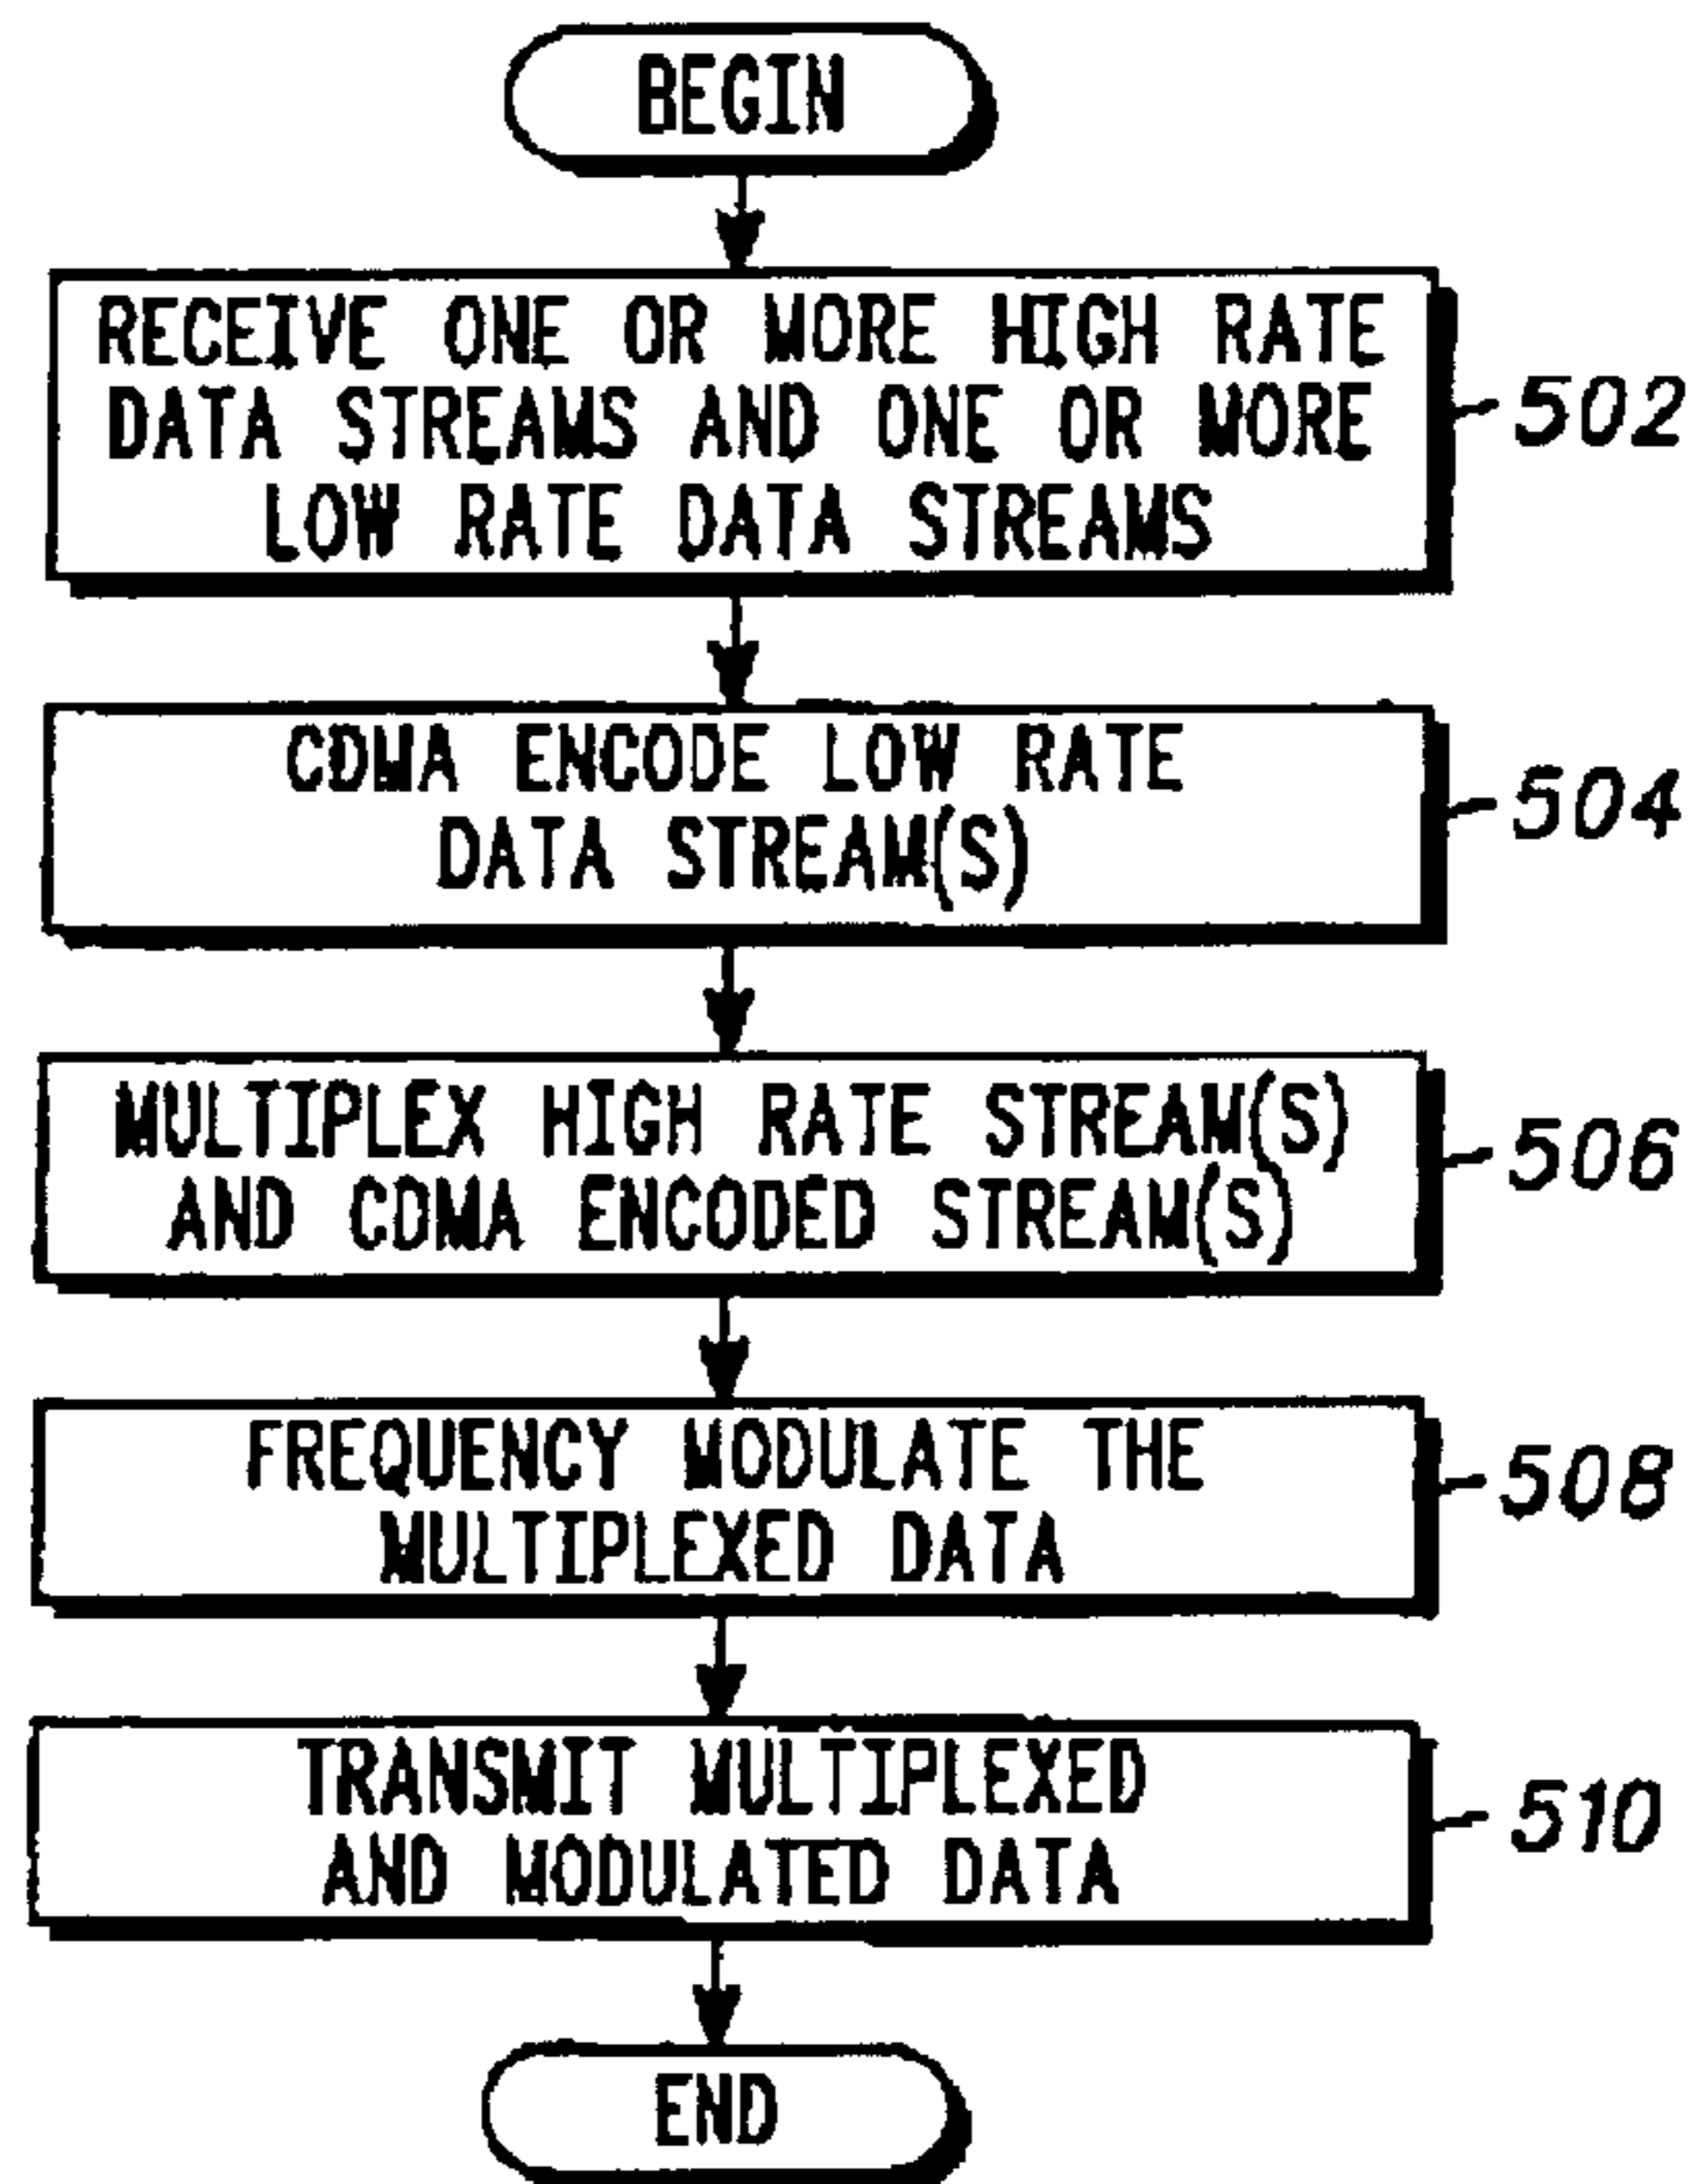 BEGIN
RECEIVE ONE OR MORE HIGH RATE
DATA STREAMS AND ONE OR MORE
LOW RATE DATA STREAMS
502
CDMA ENCODE LOW RATE
DATA STREAM(S)
504
MULTIPLEX HIGH RATE STREAM(S)
AND CDMA ENCODED STREAM(S)
506
FREQUENCY MODULATE THE
MULTIPLEXED DATA
508
TRANSMIT MULTIPLEXED
AND MODULATED DATA
510
END